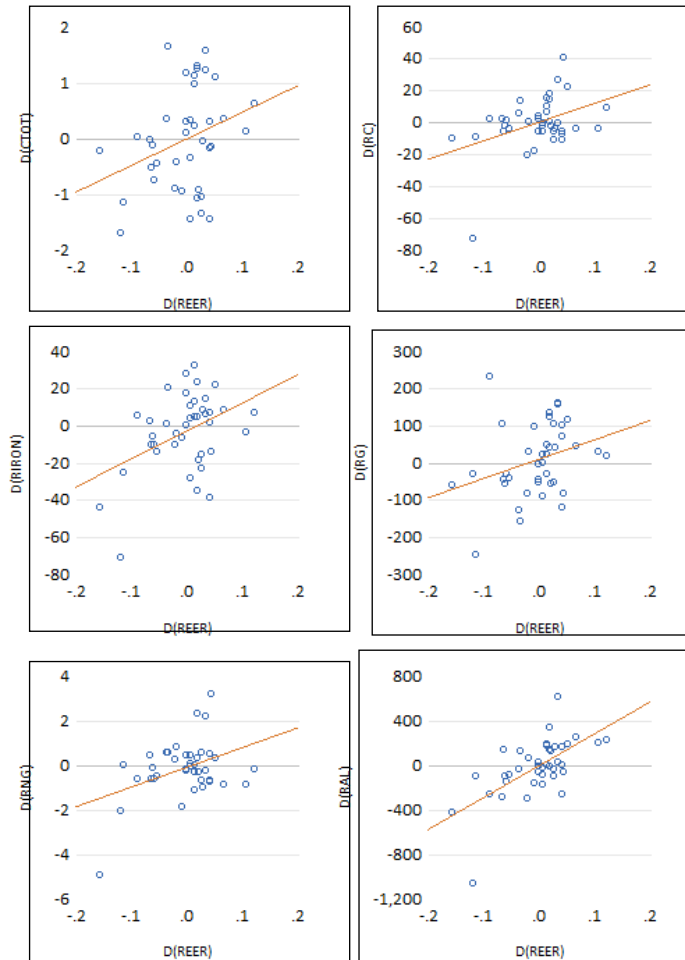 2
1
0
-1
-2
-.2 -.1 .0 .1 .2
D(CTOT)
D(REER)
40
20
0
-20
-40
-60
-80
-.2 -.1 .0 .1 .2
D(RC)
D(REER)
40
20
0
-20
-40
-60
-80
-.2 -.1 .0 .1 .2
D(RIRON)
D(REER)
300
200
100
0
-100
-200
-300
-.2 -.1 .0 .1 .2
D(RG)
D(REER)
4
2
0
-2
-4
-6
-.2 -.1 .0 .1 .2
D(RNG)
D(REER)
800
400
0
-400
-800
-1,200
-.2 -.1 .0 .1 .2
D(RAL)
D(REER)